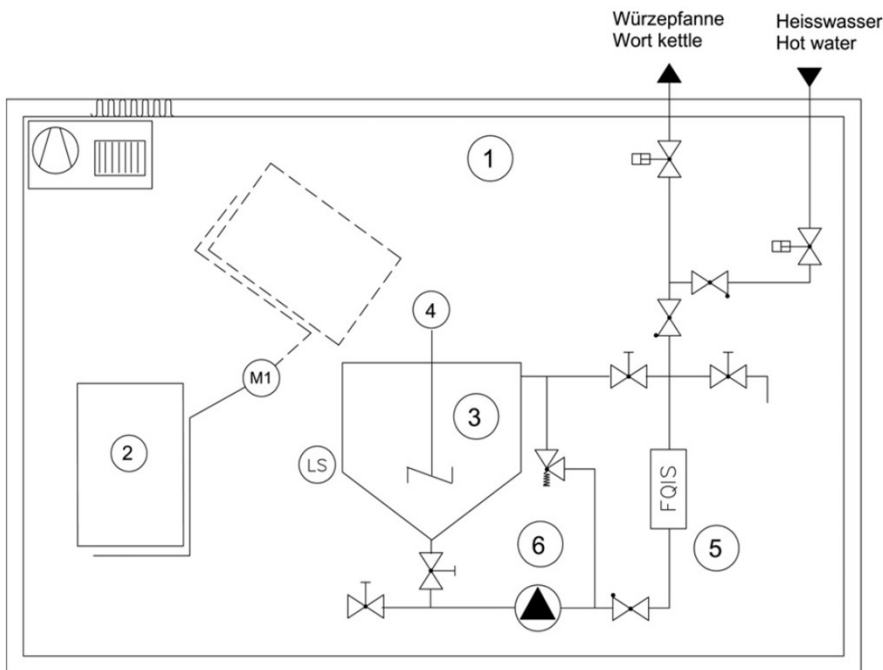 Würzepfanne
Wort kettle
Heisswasser
Hot water
1
4
M1
3
2
LS
FQIS
6
5